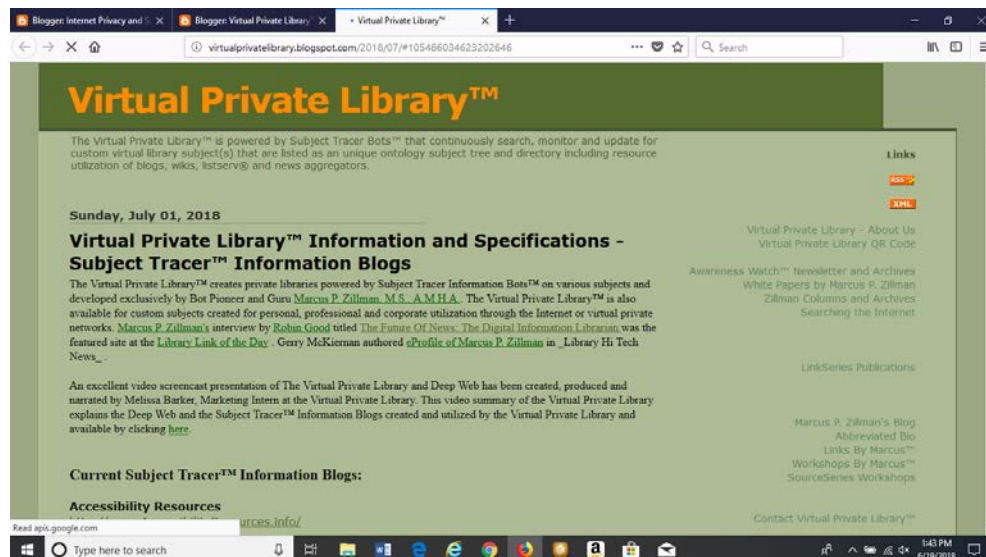 Blogger: Internet Privacy and S
Blogger: Virtual Private Library
Virtual Private Library™
virtualprivatelibrary.blogspot.com/2018/07/#105486034623202646
Search
Virtual Private Library™
The Virtual Private Library™ is powered by Subject Tracer Bots™ that continuously search, monitor and update for
custom virtual library subject(s) that are listed as an unique ontology subject tree and directory including resource
utilization of blogs, wikis, listserv® and news aggregators.
Links
RSS
XML
Sunday, July 01, 2018
Virtual Private Library™ Information and Specifications -
Subject Tracer™ Information Blogs
The Virtual Private Library™ creates private libraries powered by Subject Tracer Information Bots™ on various subjects and
developed exclusively by Bot Pioneer and Guru Marcus P. Zillman, M.S., A.M.H.A.. The Virtual Private Library™ is also
available for custom subjects created for personal, professional and corporate utilization through the Internet or virtual private
networks. Marcus P. Zillman's interview by Robin Good titled The Future Of News: The Digital Information Librarian was the
featured site at the Library Link of the Day . Gerry McKiernan authored eProfile of Marcus P. Zillman in _Library Hi Tech
News_ .
An excellent video screencast presentation of The Virtual Private Library and Deep Web has been created, produced and
narrated by Melissa Barker, Marketing Intern at the Virtual Private Library. This video summary of the Virtual Private Library
explains the Deep Web and the Subject Tracer™ Information Blogs created and utilized by the Virtual Private Library and
available by clicking here.
Current Subject Tracer™ Information Blogs:
Accessibility Resources
urces.info/
Virtual Private Library - About Us
Virtual Private Library QR Code
Awareness Watch™ Newsletter and Archives
White Papers by Marcus P. Zillman
Zillman Columns and Archives
Searching the Internet
LinkSeries Publications
Marcus P. Zillman's Blog
Abbreviated Bio
Links By Marcus™
Workshops By Marcus™
SourceSeries Workshops
Contact Virtual Private Library™
Read apis.google.com
Type here to search
1:43 PM
6/19/2018